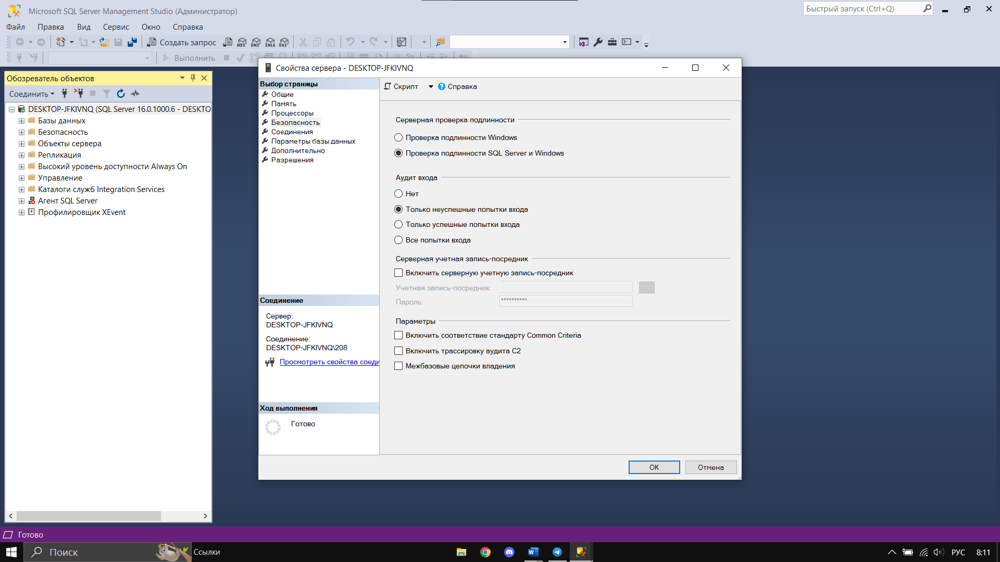 Microsoft SQL Server Management Studio (Администратор)
Быстрый запуск (Ctrl+Q)
Файл Правка Вид Сервис Окно Справка
Создать запрос MDX DMX XMLA DAX
Выполнить
Обозреватель объектов
Соединить
DESKTOP-JFKIVNQ (SQL Server 16.0.1000.6 - DESKTO
Базы данных
Безопасность
Объекты сервера
Репликация
Высокий уровень доступности Always On
Управление
Каталоги служб Integration Services
Агент SQL Server
Профилировщик XEvent
Свойства сервера - DESKTOP-JFKIVNQ
Выбор страницы
Общие
Память
Процессоры
Безопасность
Соединения
Параметры базы данных
Дополнительно
Разрешения
Соединение
Сервер:
DESKTOP-JFKIVNQ
Соединение:
DESKTOP-JFKIVNQ\208
Просмотреть свойства соеди
Ход выполнения
Готово
Скрипт Справка
Серверная проверка подлинности
Проверка подлинности Windows
Проверка подлинности SQL Server и Windows
Аудит входа
Нет
Только неуспешные попытки входа
Только успешные попытки входа
Все попытки входа
Серверная учетная запись-посредник
Включить серверную учетную запись-посредник
Учетная запись-посредник:
...
Пароль: **********
Параметры
Включить соответствие стандарту Common Criteria
Включить трассировку аудита C2
Межбазовые цепочки владения
ОК Отмена
Готово
Поиск Ссылки РУС 8:11